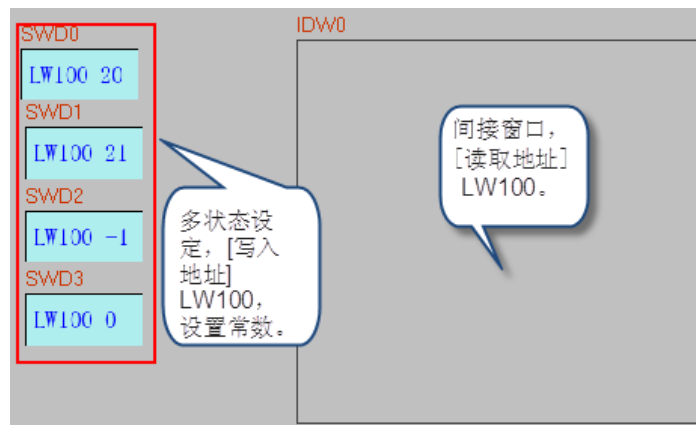 SWD0
LW100 20
SWD1
LW100 21
SWD2
LW100 -1
SWD3
LW100 0
多状态设
定，[写入
地址]
LW100，
设置常数。
IDW0
间接窗口，
[读取地址]
LW100。